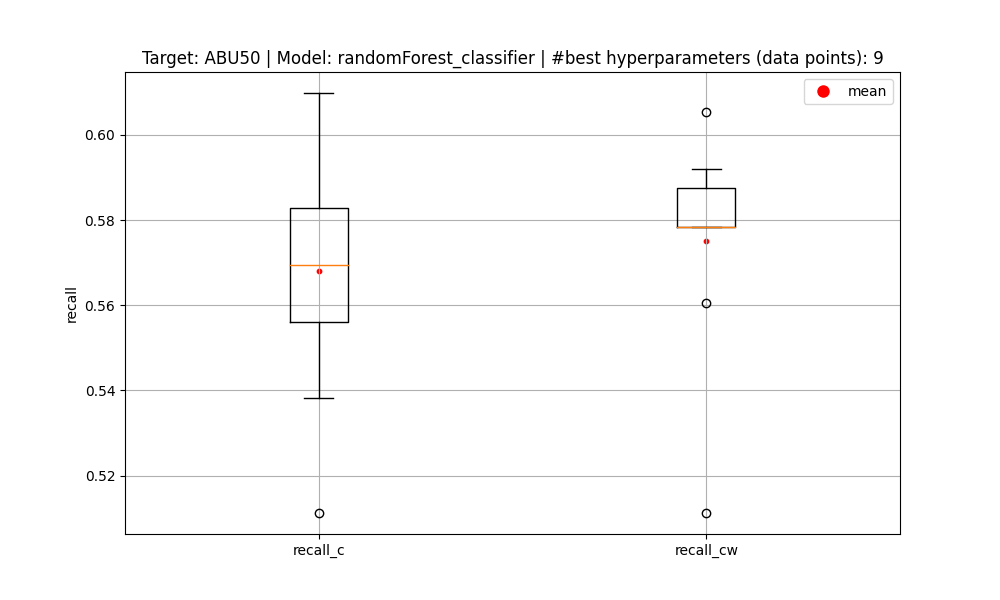 Target: ABU50 | Model: randomForest_classifier | #best hyperparameters (data points): 9
mean
0.60
0.58
0.56
0.54
0.52
recall
recall_c
recall_cw